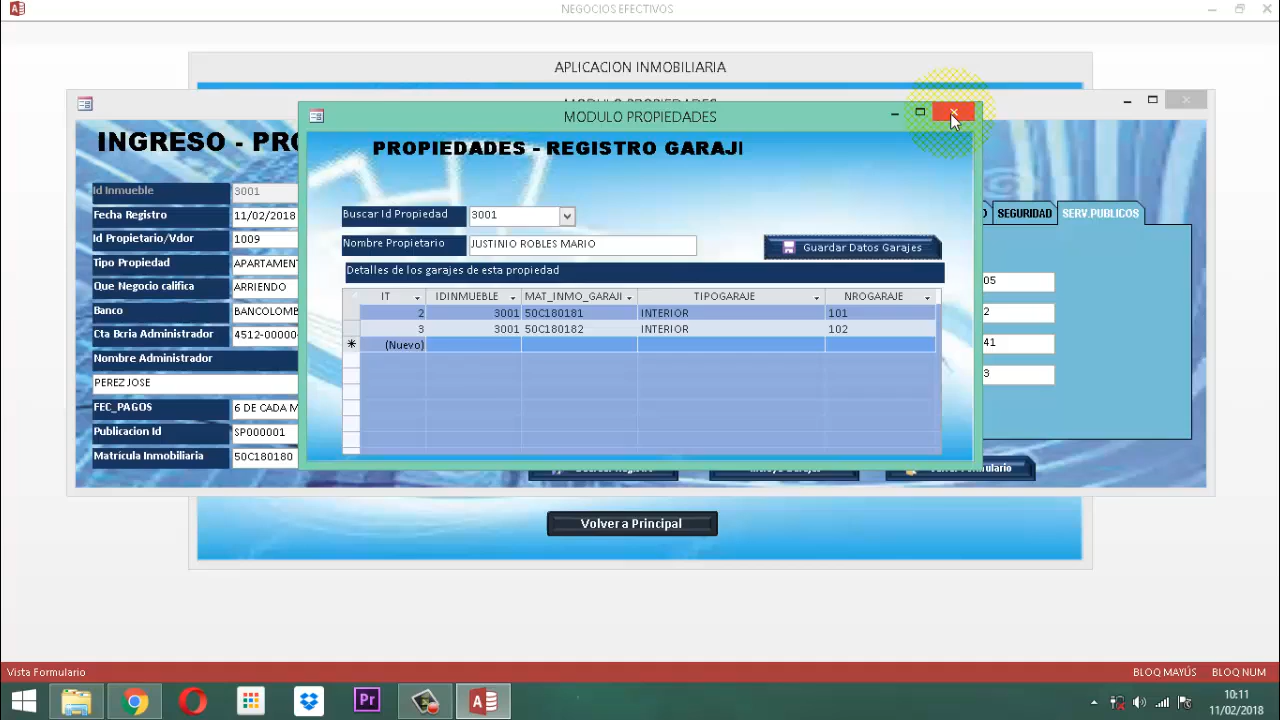 NEGOCIOS EFECTIVOS
APLICACION INMOBILIARIA
MODULO PROPIEDADES
MODULO PROPIEDADES
INGRESO - PRO
PROPIEDADES - REGISTRO GARAJI
Id Inmueble 3001
Fecha Registro 11/02/2018
Id Propietario/Vdor 1009
Tipo Propiedad APARTAMEN
Que Negocio califica ARRIENDO
Banco BANCOLOMB
Cta Bcria Administrador 4512-00000
Nombre Administrador
PEREZ JOSE
FEC_PAGOS 6 DE CADA M
Publicacion Id SP000001
Matrícula Inmobiliaria 50C180180
Buscar Id Propiedad 3001
Nombre Propietario JUSTINIO ROBLES MARIO
Guardar Datos Garajes
Detalles de los garajes de esta propiedad
IT IDINMUEBLE MAT_INMO_GARAJI TIPOGARAJE NROGARAJE
2 3001 50C180181 INTERIOR 101
3 3001 50C180182 INTERIOR 102
(Nuevo)
SEGURIDAD SERV.PUBLICOS
05
2
41
3
Volver a Principal
Vista Formulario
BLOQ MAYÚS BLOQ NUM
Pr
10:11
11/02/2018